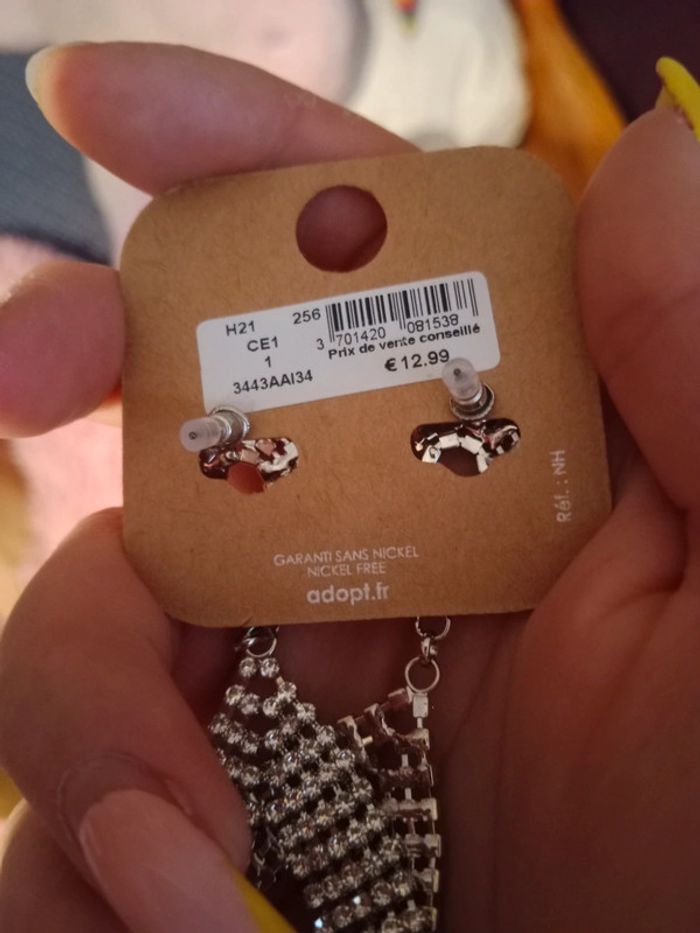 H21
CE1
1
3443AAI34
256
3 701420 081538
Prix de vente conseillé
€12.99
Réf. : NH
GARANTI SANS NICKEL
NICKEL FREE
adopt.fr